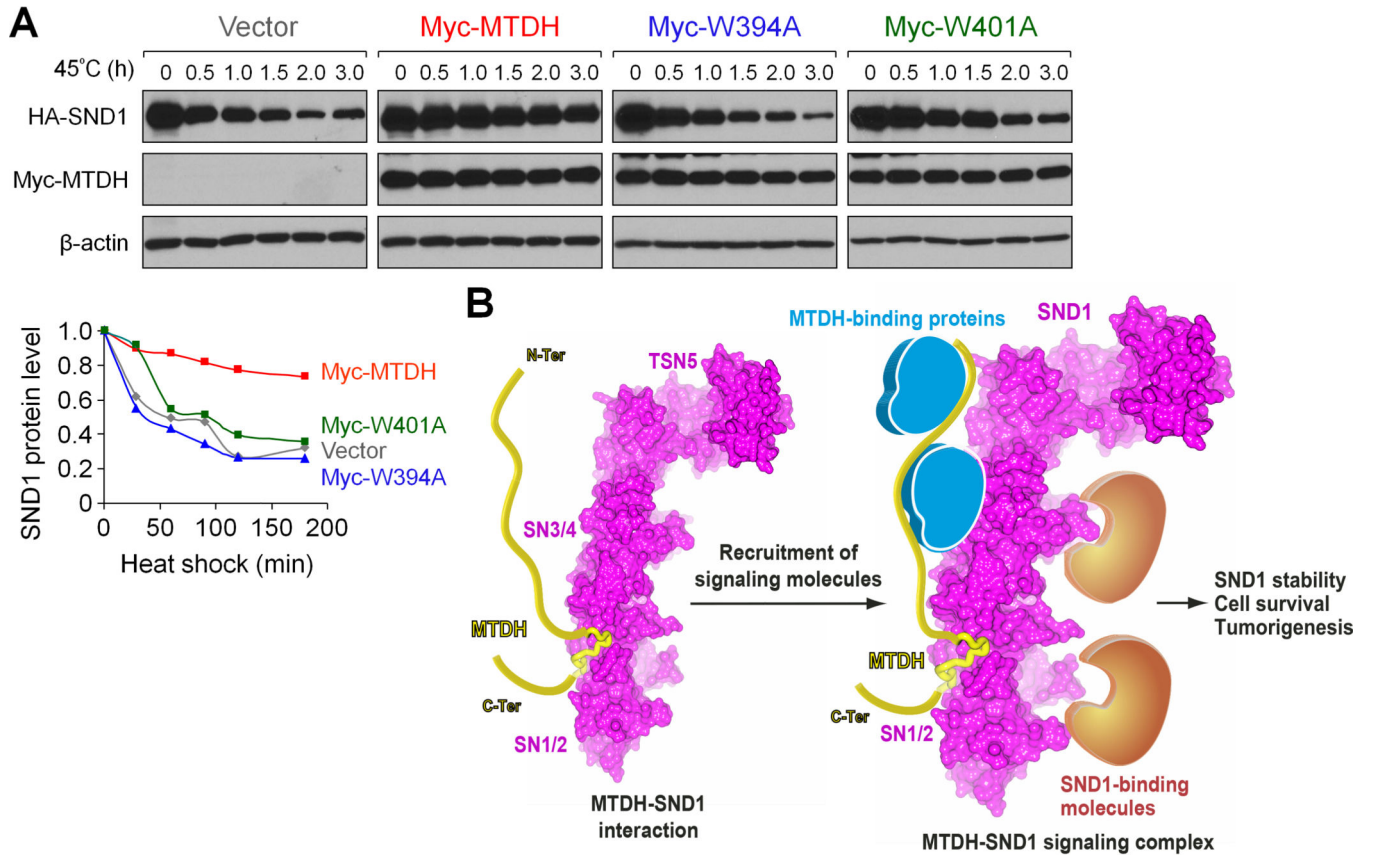 A
Vector Myc-MTDH Myc-W394A Myc-W401A
45°C (h) 0 0.5 1.0 1.5 2.0 3.0 0 0.5 1.0 1.5 2.0 3.0 0 0.5 1.0 1.5 2.0 3.0 0 0.5 1.0 1.5 2.0 3.0
HA-SND1
Myc-MTDH
β-actin
SND1 protein level
1.0
0.8
0.6
0.4
0.2
0
0 50 100 150 200
Heat shock (min)
Myc-MTDH
Myc-W401A
Vector
Myc-W394A
B
N-Ter
TSN5
SN3/4
MTDH
C-Ter
SN1/2
MTDH-SND1
interaction
Recruitment of
signaling molecules
MTDH-binding proteins
SND1
MTDH
C-Ter
SN1/2
SND1-binding
molecules
MTDH-SND1 signaling complex
SND1 stability
Cell survival
Tumorigenesis